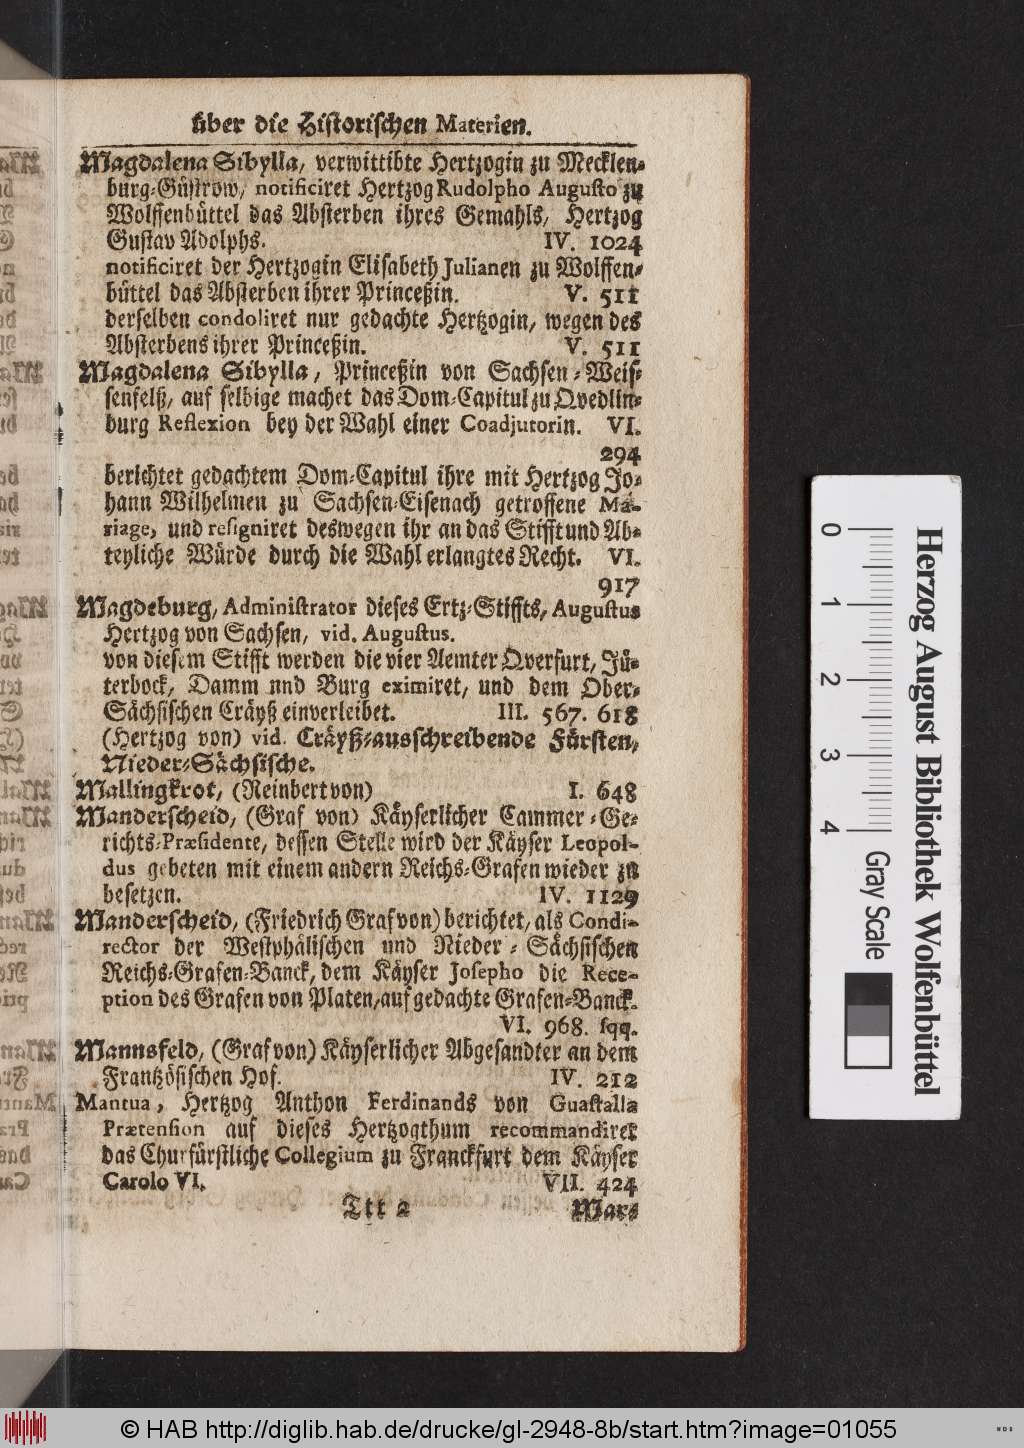 über die Historischen Materien.
Magdalena Sibylla, verwittibte Hertzogin zu Mecklen-
burg-Güstrow, notificiret Hertzog Rudolpho Augusto zu
Wolffenbüttel das Absterben ihres Gemahls, Hertzog
Gustav Adolphs. IV. 1024
notificiret der Hertzogin Elisabeth Julianen zu Wolffen-
büttel das Absterben ihrer Princeßin. V. 511
derselben condoliret nur gedachte Hertzogin, wegen des
Absterbens ihrer Princeßin. V. 511
Magdalena Sibylla, Princeßin von Sachsen-Weis-
senfelß, auf selbige machet das Dom-Capitul zu Qvedlin-
burg Reflexion bey der Wahl einer Coadjutorin. VI.
294
berichtet gedachtem Dom-Capitul ihre mit Hertzog Jo-
hann Wilhelmen zu Sachsen-Eisenach getroffene Ma-
riage, und resigniret deswegen ihr an das Stifft und Ab-
teyliche Würde durch die Wahl erlangtes Recht. VI.
917
Magdeburg, Administrator dieses Ertz-Stiffts, Augustus
Hertzog von Sachsen, vid. Augustus.
von diesem Stifft werden die vier Aemter Qverfurt, Jü-
terbock, Damm und Burg eximiret, und dem Ober-
Sächsischen Cräyß einverleibet. III. 567. 618
(Hertzog von) vid. Cräyß-ausschreibende Fürsten,
Nieder-Sächsische.
Mallingkrot, (Reinbert von) I. 648
Manderscheid, (Graf von) Käyserlicher Cammer-Ge-
richts-Præsidente, dessen Stelle wird der Käyser Leopol-
dus gebeten mit einem andern Reichs-Grafen wieder zu
besetzen. IV. 1129
Manderscheid, (Friedrich Graf von) berichtet, als Condi-
rector der Westphälischen und Nieder-Sächsischen
Reichs-Grafen-Banck, dem Käyser Josepho die Rece-
ption des Grafen von Platen, auf gedachte Grafen-Banck.
VI. 968. sqq.
Mannsfeld, (Graf von) Käyserlicher Abgesandter an dem
Frantzösischen Hof. IV. 212
Mantua, Hertzog Anthon Ferdinands von Guastalla
Prætension auf dieses Hertzogthum recommandiret
das Churfürstliche Collegium zu Franckfurt dem Käyser
Carolo VI. VII. 424
Ttt 2 Mar-
0 1 2 3 4
Herzog August Bibliothek Wolfenbüttel
Gray Scale
© HAB http://diglib.hab.de/drucke/gl-2948-8b/start.htm?image=01055